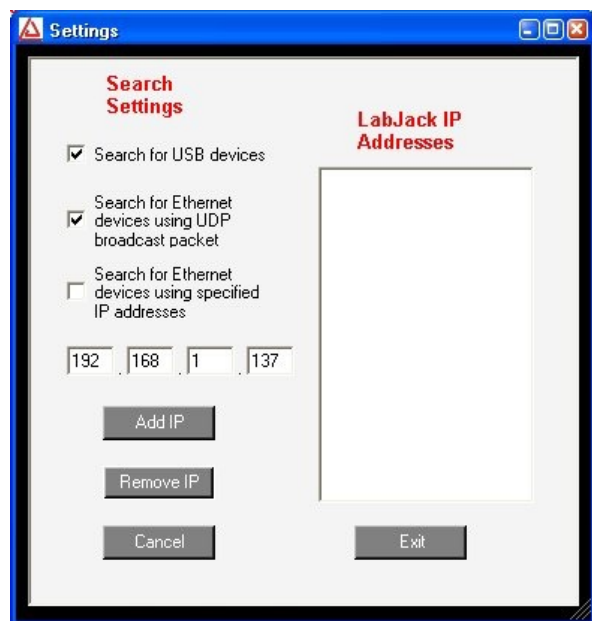 Settings
Search
Settings
LabJack IP
Addresses
Search for USB devices
Search for Ethernet
devices using UDP
broadcast packet
Search for Ethernet
devices using specified
IP addresses
192 . 168 . 1 . 137
Add IP
Remove IP
Cancel
Exit